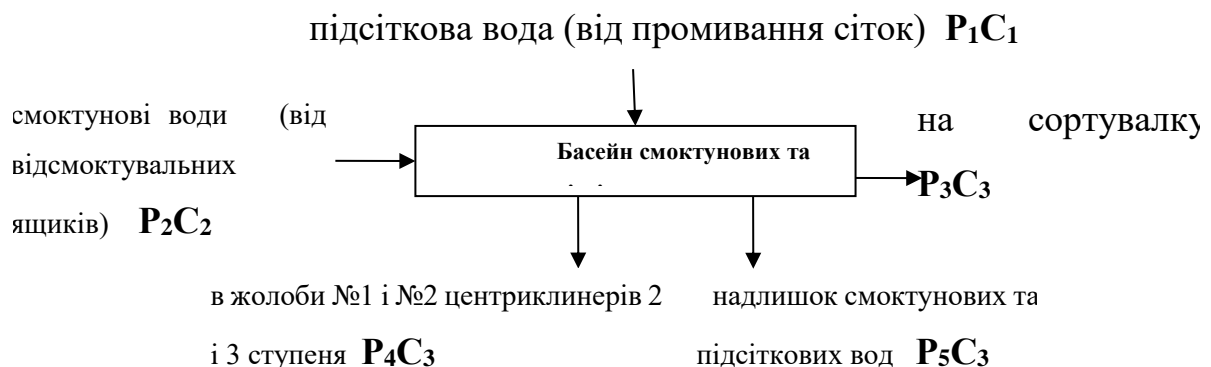 підсіткова вода (від промивання сіток) P₁C₁
смоктунові води (від
відсмоктувальних
ящиків) P₂C₂
Басейн смоктунових та
на сортувалку
P₃C₃
в жолоби №1 і №2 центриклинерів 2
і 3 ступеня P₄C₃
надлишок смоктунових та
підсіткових вод P₅C₃